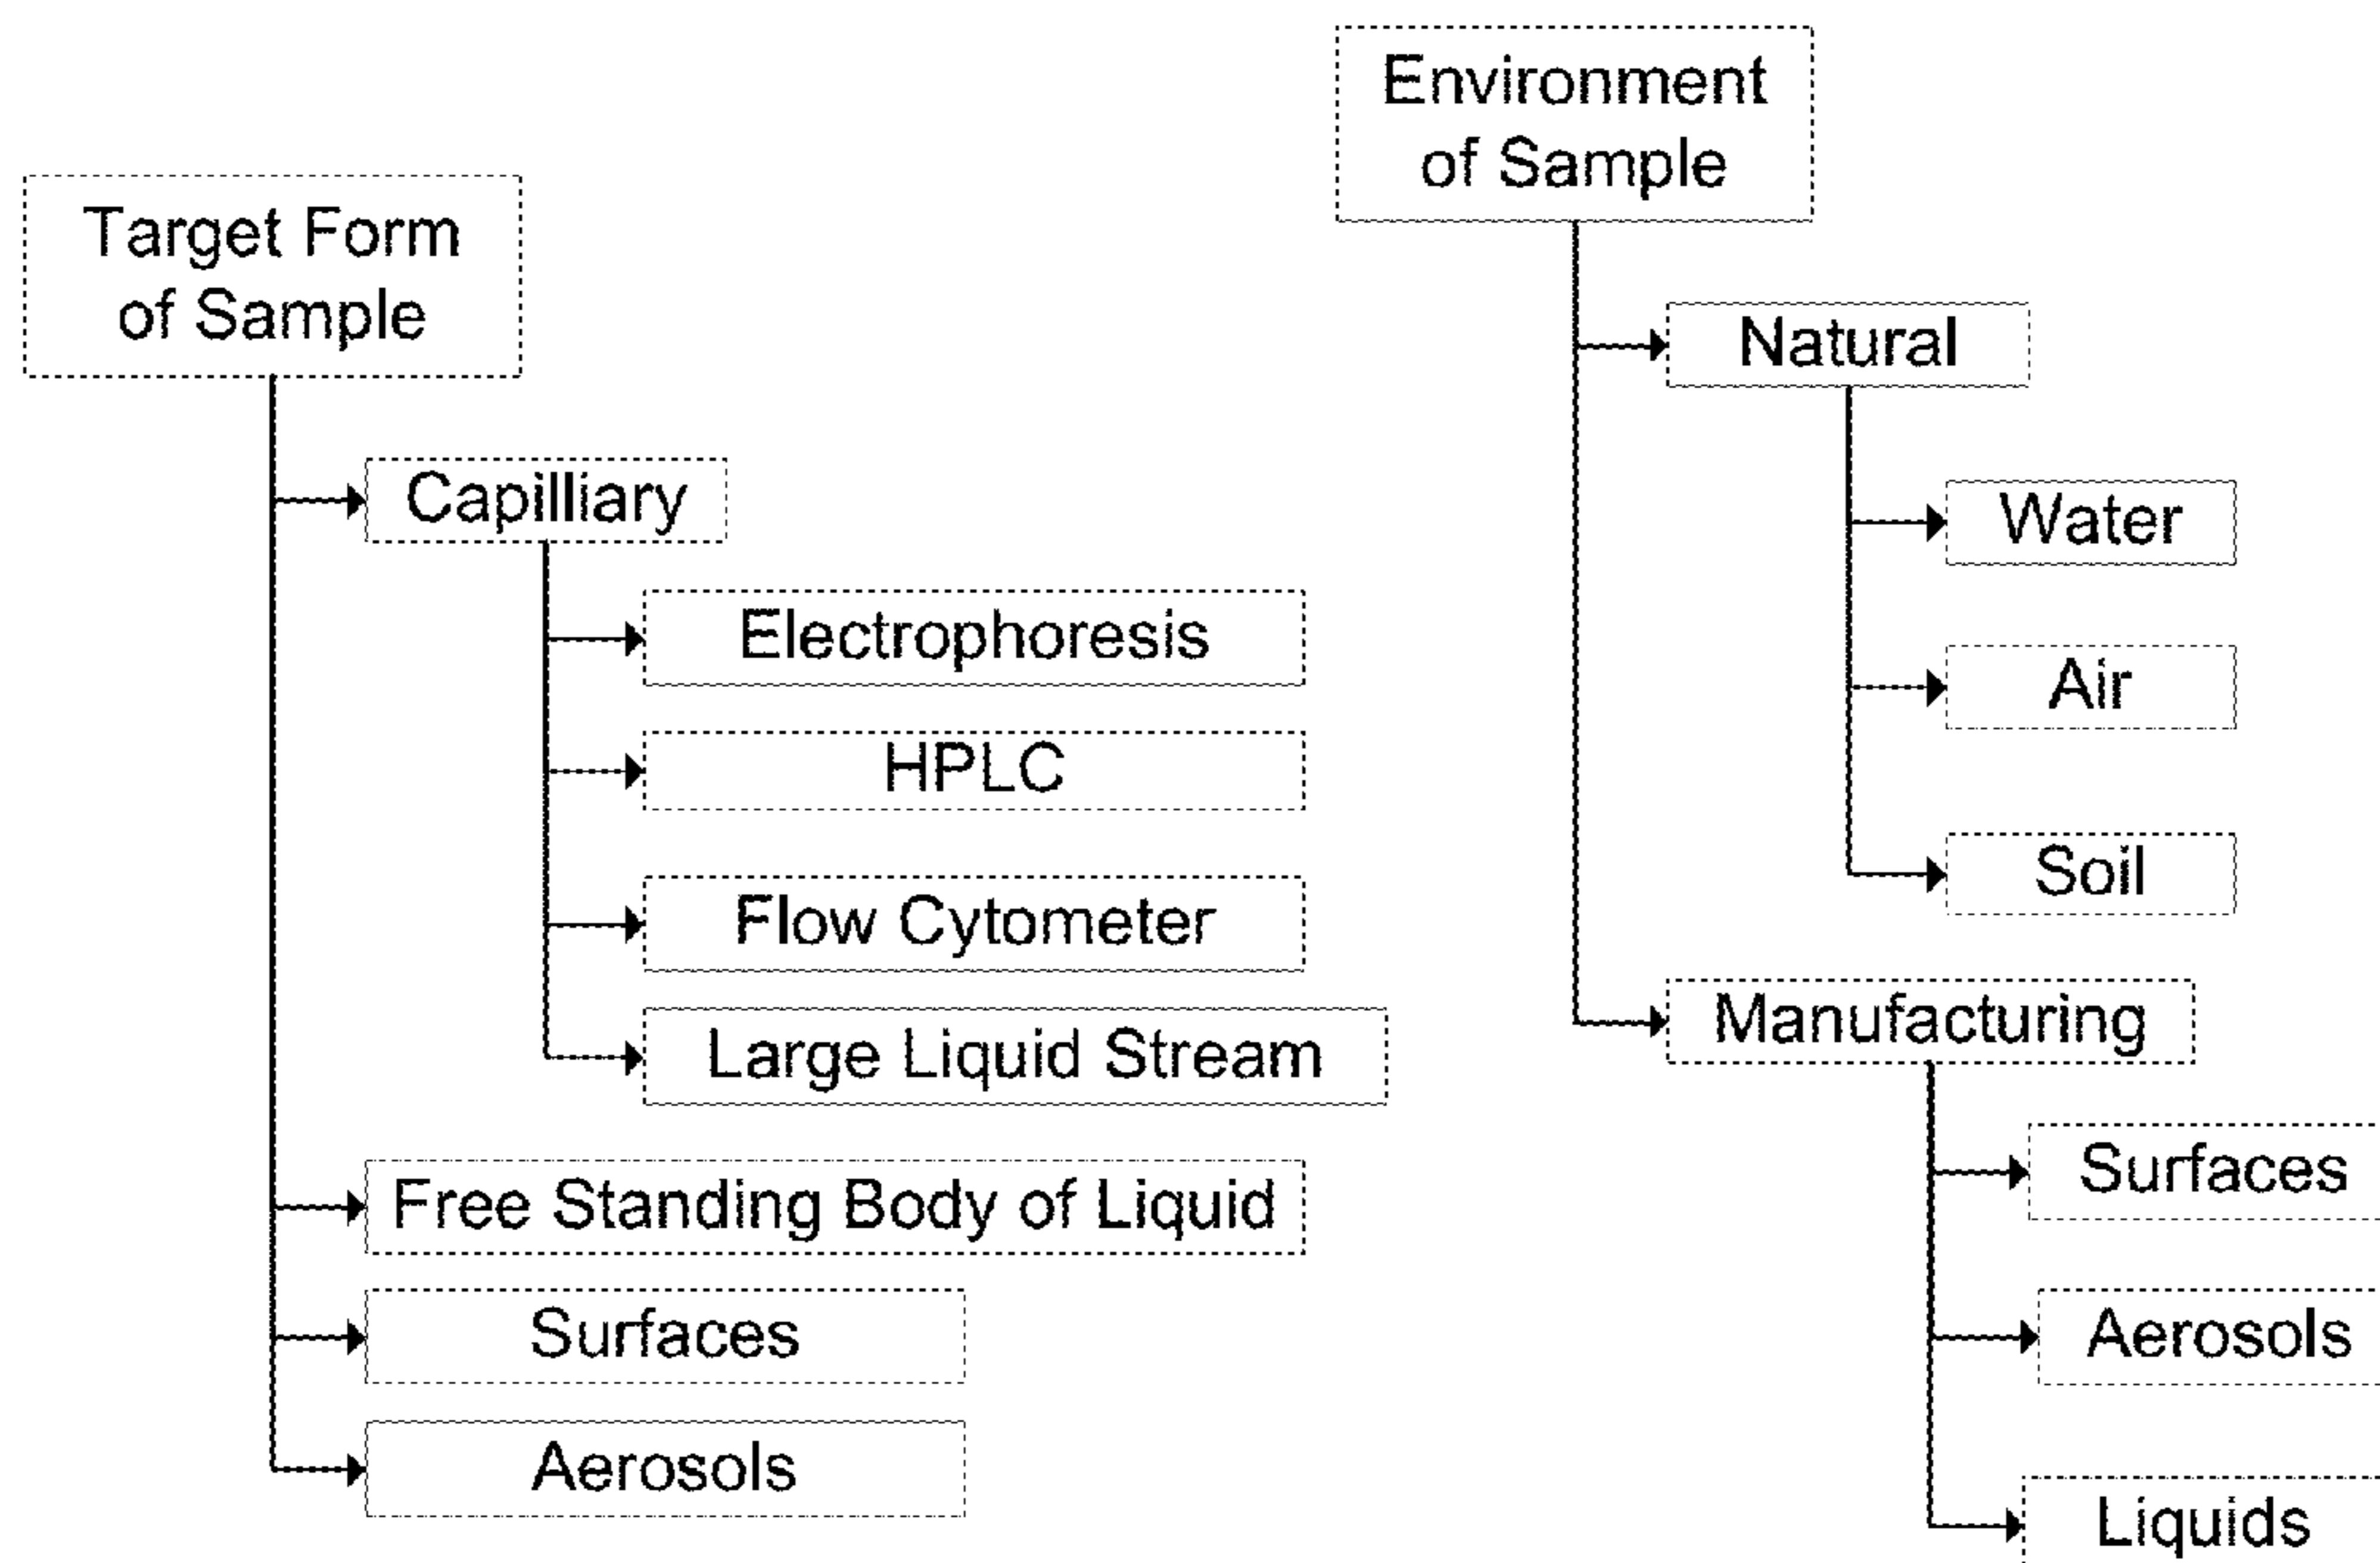 Target Form
of Sample
Capilliary
Electrophoresis
HPLC
Flow Cytometer
Large Liquid Stream
Free Standing Body of Liquid
Surfaces
Aerosols
Environment
of Sample
Natural
Water
Air
Soil
Manufacturing
Surfaces
Aerosols
Liquids